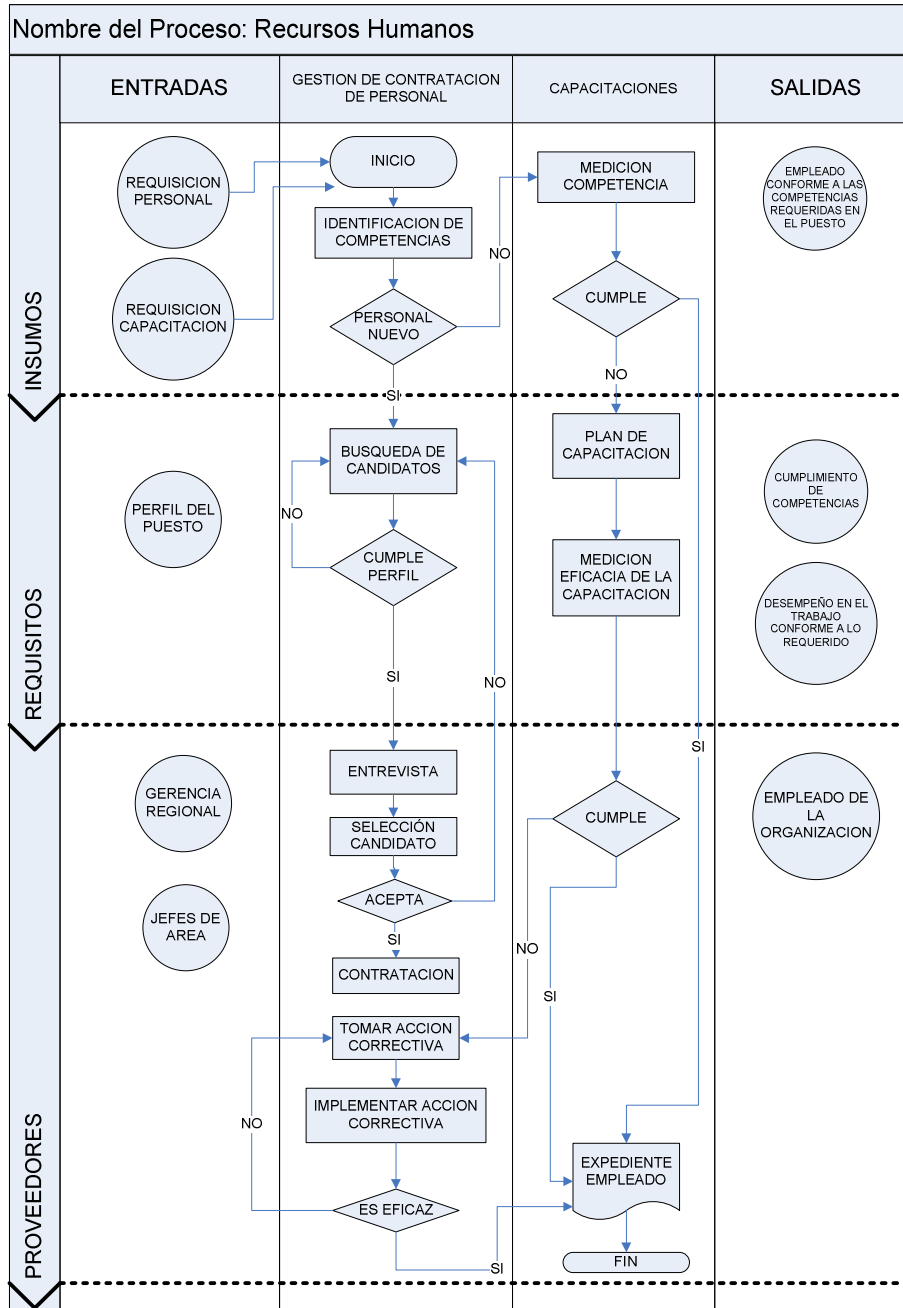 Nombre del Proceso: Recursos Humanos
ENTRADAS
GESTION DE CONTRATACION
DE PERSONAL
CAPACITACIONES
SALIDAS
INSUMOS
REQUISICION
PERSONAL
REQUISICION
CAPACITACION
INICIO
IDENTIFICACION DE
COMPETENCIAS
PERSONAL
NUEVO
NO
SI
MEDICION
COMPETENCIA
CUMPLE
NO
EMPLEADO
CONFORME A LAS
COMPETENCIAS
REQUERIDAS EN
EL PUESTO
REQUISITOS
PERFIL DEL
PUESTO
BUSQUEDA DE
CANDIDATOS
NO
CUMPLE
PERFIL
SI
NO
PLAN DE
CAPACITACION
MEDICION
EFICACIA DE LA
CAPACITACION
CUMPLIMIENTO
DE
COMPETENCIAS
DESEMPEÑO EN EL
TRABAJO
CONFORME A LO
REQUERIDO
PROVEEDORES
GERENCIA
REGIONAL
JEFES DE
AREA
ENTREVISTA
SELECCIÓN
CANDIDATO
ACEPTA
SI
CONTRATACION
TOMAR ACCION
CORRECTIVA
NO
IMPLEMENTAR ACCION
CORRECTIVA
ES EFICAZ
SI
SI
CUMPLE
NO
SI
EXPEDIENTE
EMPLEADO
FIN
EMPLEADO DE
LA
ORGANIZACION